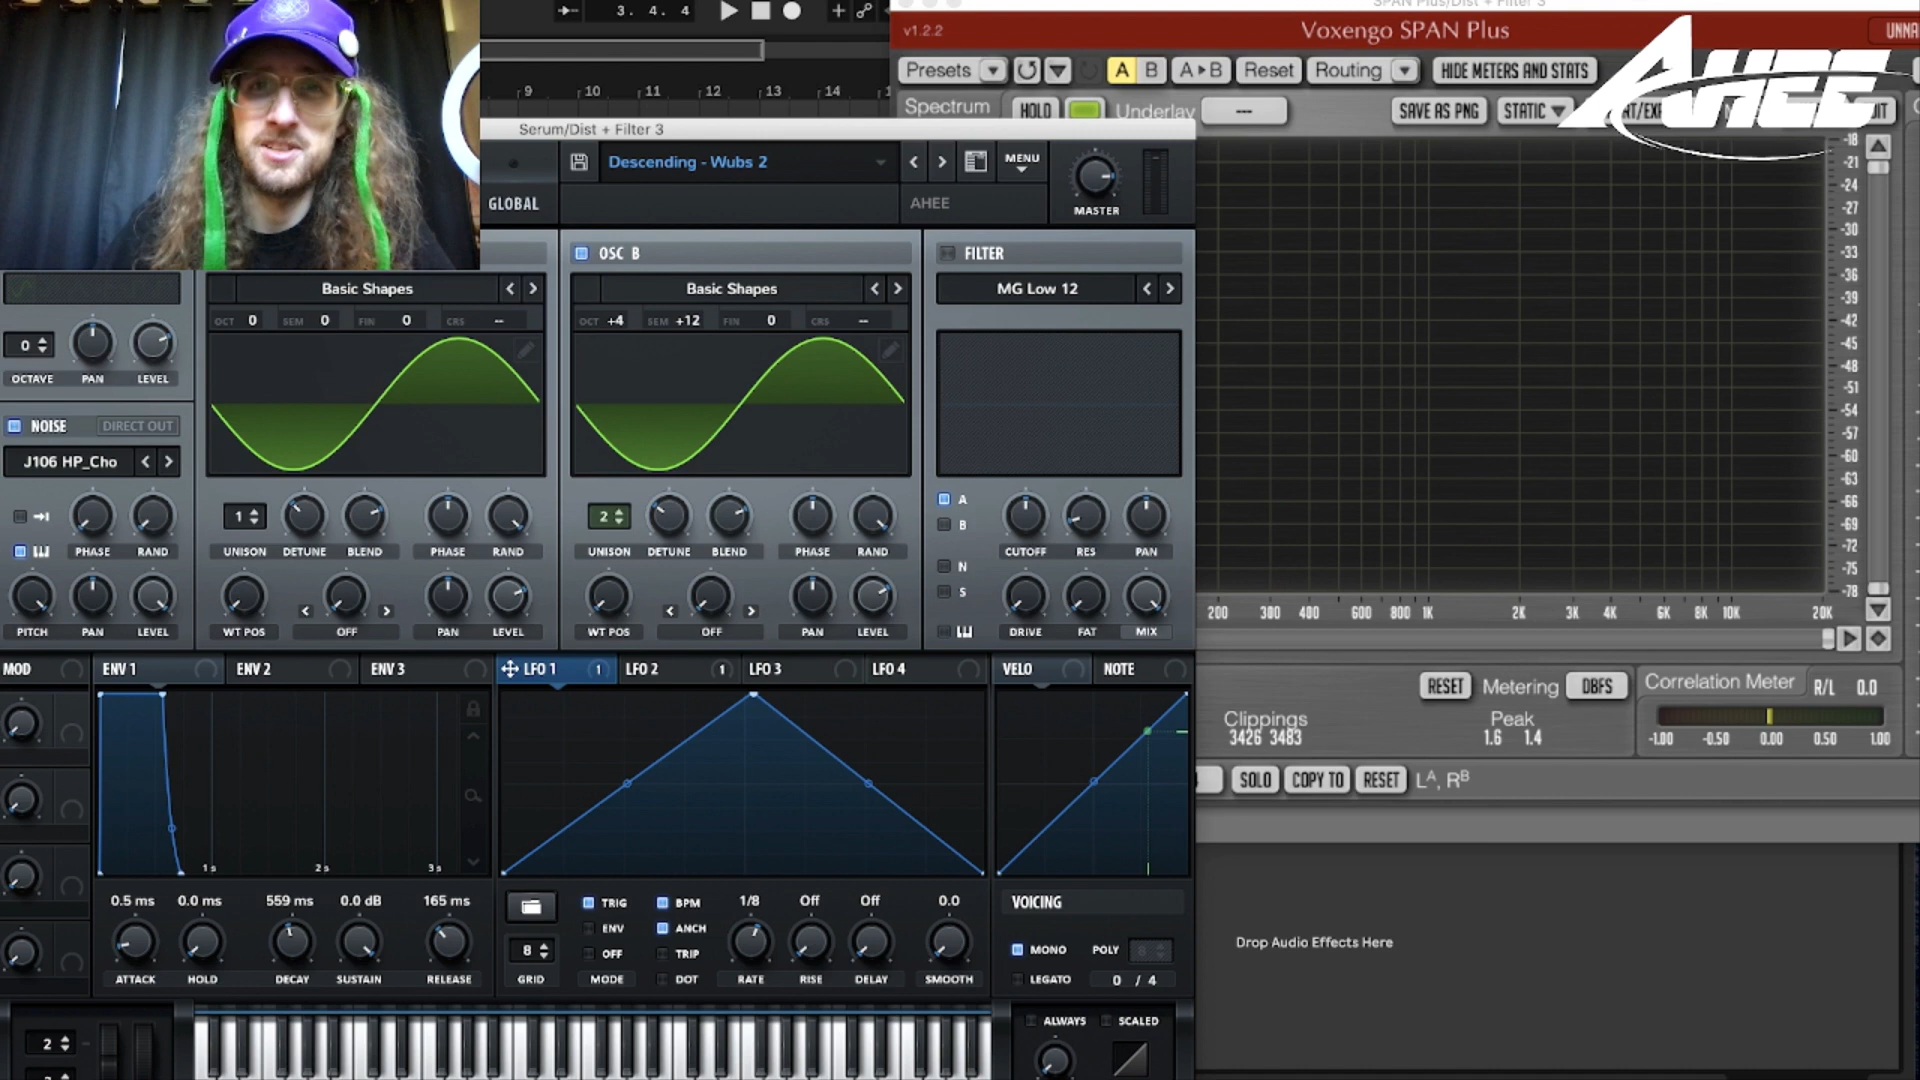 3. 4. 4
SPAN Plus/Dist + Filter 3
v1.2.2
Voxengo SPAN Plus
UNNA
Presets
A
B
A▸B
Reset
Routing
HIDE METERS AND STATS
AHEE
9
10
11
12
13
14
Spectrum
HOLD
Underlay
---
SAVE AS PNG
STATIC
Serum/Dist + Filter 3
Descending - Wubs 2
MENU
MASTER
GLOBAL
AHEE
OSC B
FILTER
Basic Shapes
Basic Shapes
MG Low 12
OCT 0 SEM 0 FIN 0 CRS --
OCT +4 SEM +12 FIN 0 CRS --
0
OCTAVE PAN LEVEL
NOISE
DIRECT OUT
J106 HP_Cho
PHASE RAND
PITCH PAN LEVEL
1
UNISON DETUNE BLEND PHASE RAND
WT POS OFF PAN LEVEL
2
UNISON DETUNE BLEND PHASE RAND
WT POS OFF PAN LEVEL
A
B
N
S
CUTOFF RES PAN
DRIVE FAT MIX
-18
-21
-24
-27
-30
-33
-36
-39
-42
-45
-48
-51
-54
-57
-60
-63
-66
-69
-72
-75
-78
200 300 400 600 800 1K 2K 3K 4K 6K 8K 10K 20K
MOD
ENV 1
ENV 2
ENV 3
LFO 1 1
LFO 2 1
LFO 3
LFO 4
VELO
NOTE
RESET
Metering
DBFS
Correlation Meter
R/L 0.0
Clippings
3426 3483
Peak
1.6 1.4
-1.00 -0.50 0.00 0.50 1.00
SOLO
COPY TO
RESET
Lᴬ, Rᴮ
1s 2s 3s
0.5 ms 0.0 ms 559 ms 0.0 dB 165 ms
ATTACK HOLD DECAY SUSTAIN RELEASE
8
GRID
TRIG
ENV
OFF
MODE
BPM
ANCH
TRIP
DOT
1/8 Off Off 0.0
RATE RISE DELAY SMOOTH
VOICING
MONO POLY 8
LEGATO 0 / 4
Drop Audio Effects Here
2
ALWAYS SCALED